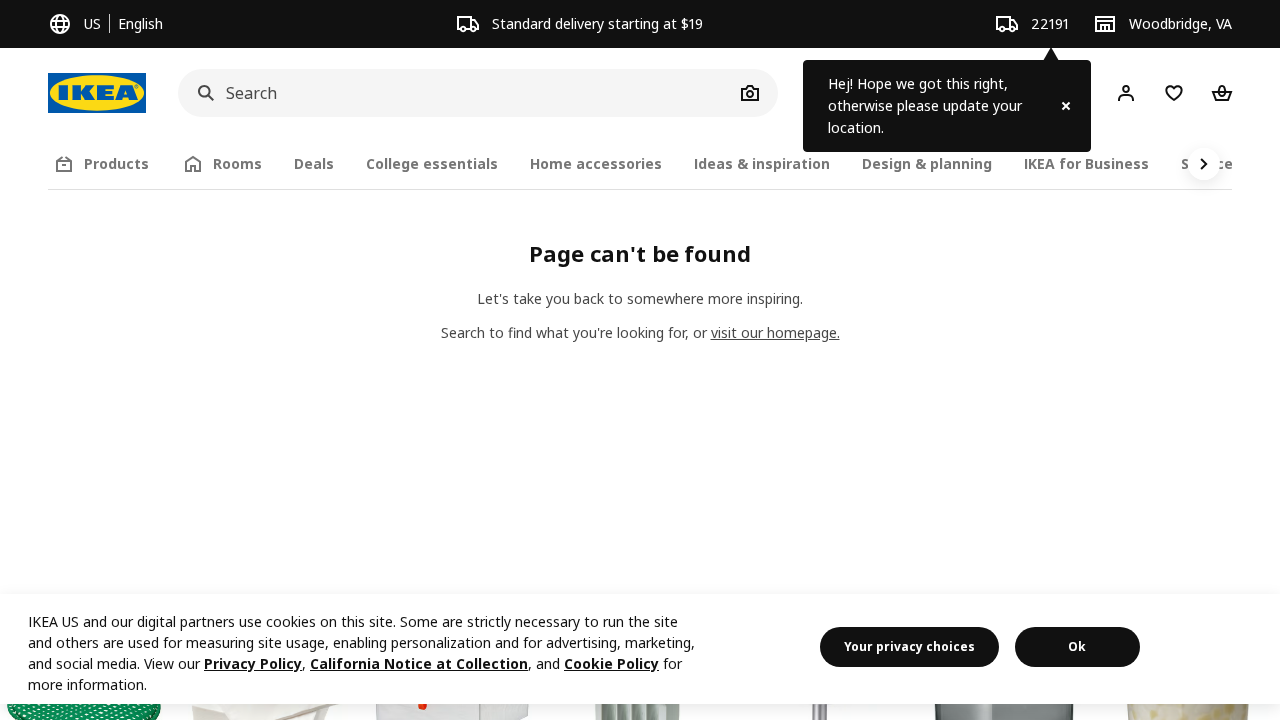 US | English
Standard delivery starting at $19
22191
Woodbridge, VA
IKEA
Search
Hej! Hope we got this right,
otherwise please update your
location.
0
Products
Rooms
Deals
College essentials
Home accessories
Ideas & inspiration
Design & planning
IKEA for Business
Page can't be found
Let's take you back to somewhere more inspiring.
Search to find what you're looking for, or visit our homepage.
IKEA US and our digital partners use cookies on this site. Some are strictly necessary to run the site
and others are used for measuring site usage, enabling personalization and for advertising, marketing,
and social media. View our Privacy Policy, California Notice at Collection, and Cookie Policy for
more information.
Your privacy choices
Ok